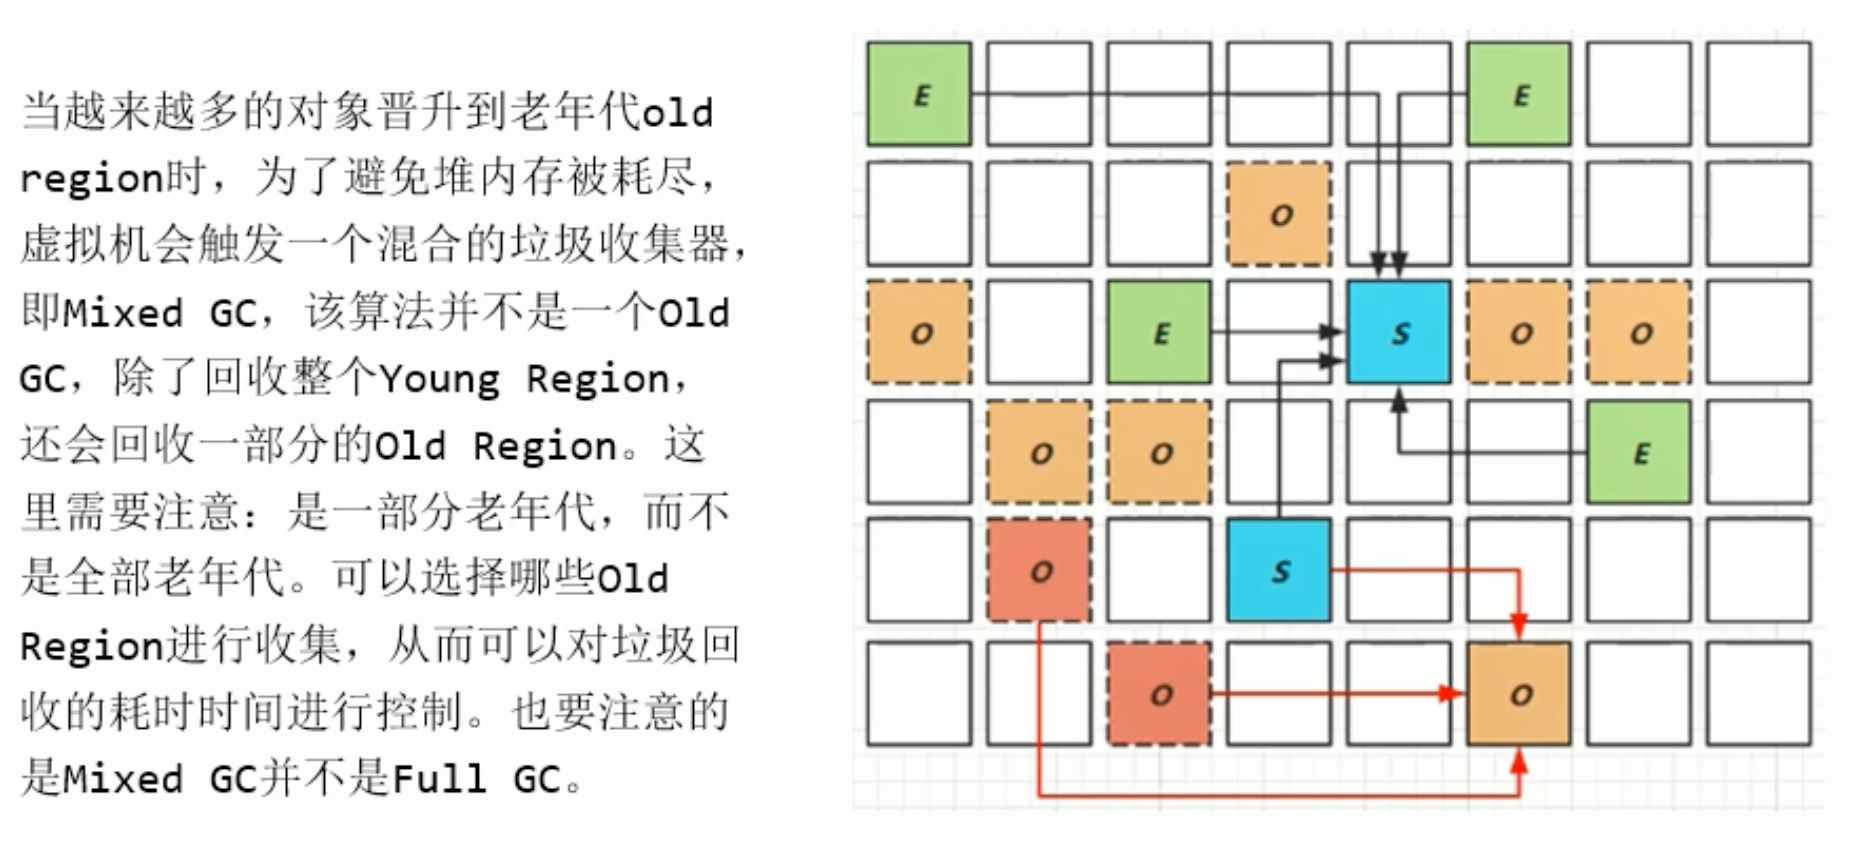 当越来越多的对象晋升到老年代old
region时，为了避免堆内存被耗尽，
虚拟机会触发一个混合的垃圾收集器，
即Mixed GC，该算法并不是一个Old
GC，除了回收整个Young Region，
还会回收一部分的Old Region。这
里需要注意：是一部分老年代，而不
是全部老年代。可以选择哪些Old
Region进行收集，从而可以对垃圾回
收的耗时时间进行控制。也要注意的
是Mixed GC并不是Full GC。
E E
O
O E S O O
O O E
O S
O O